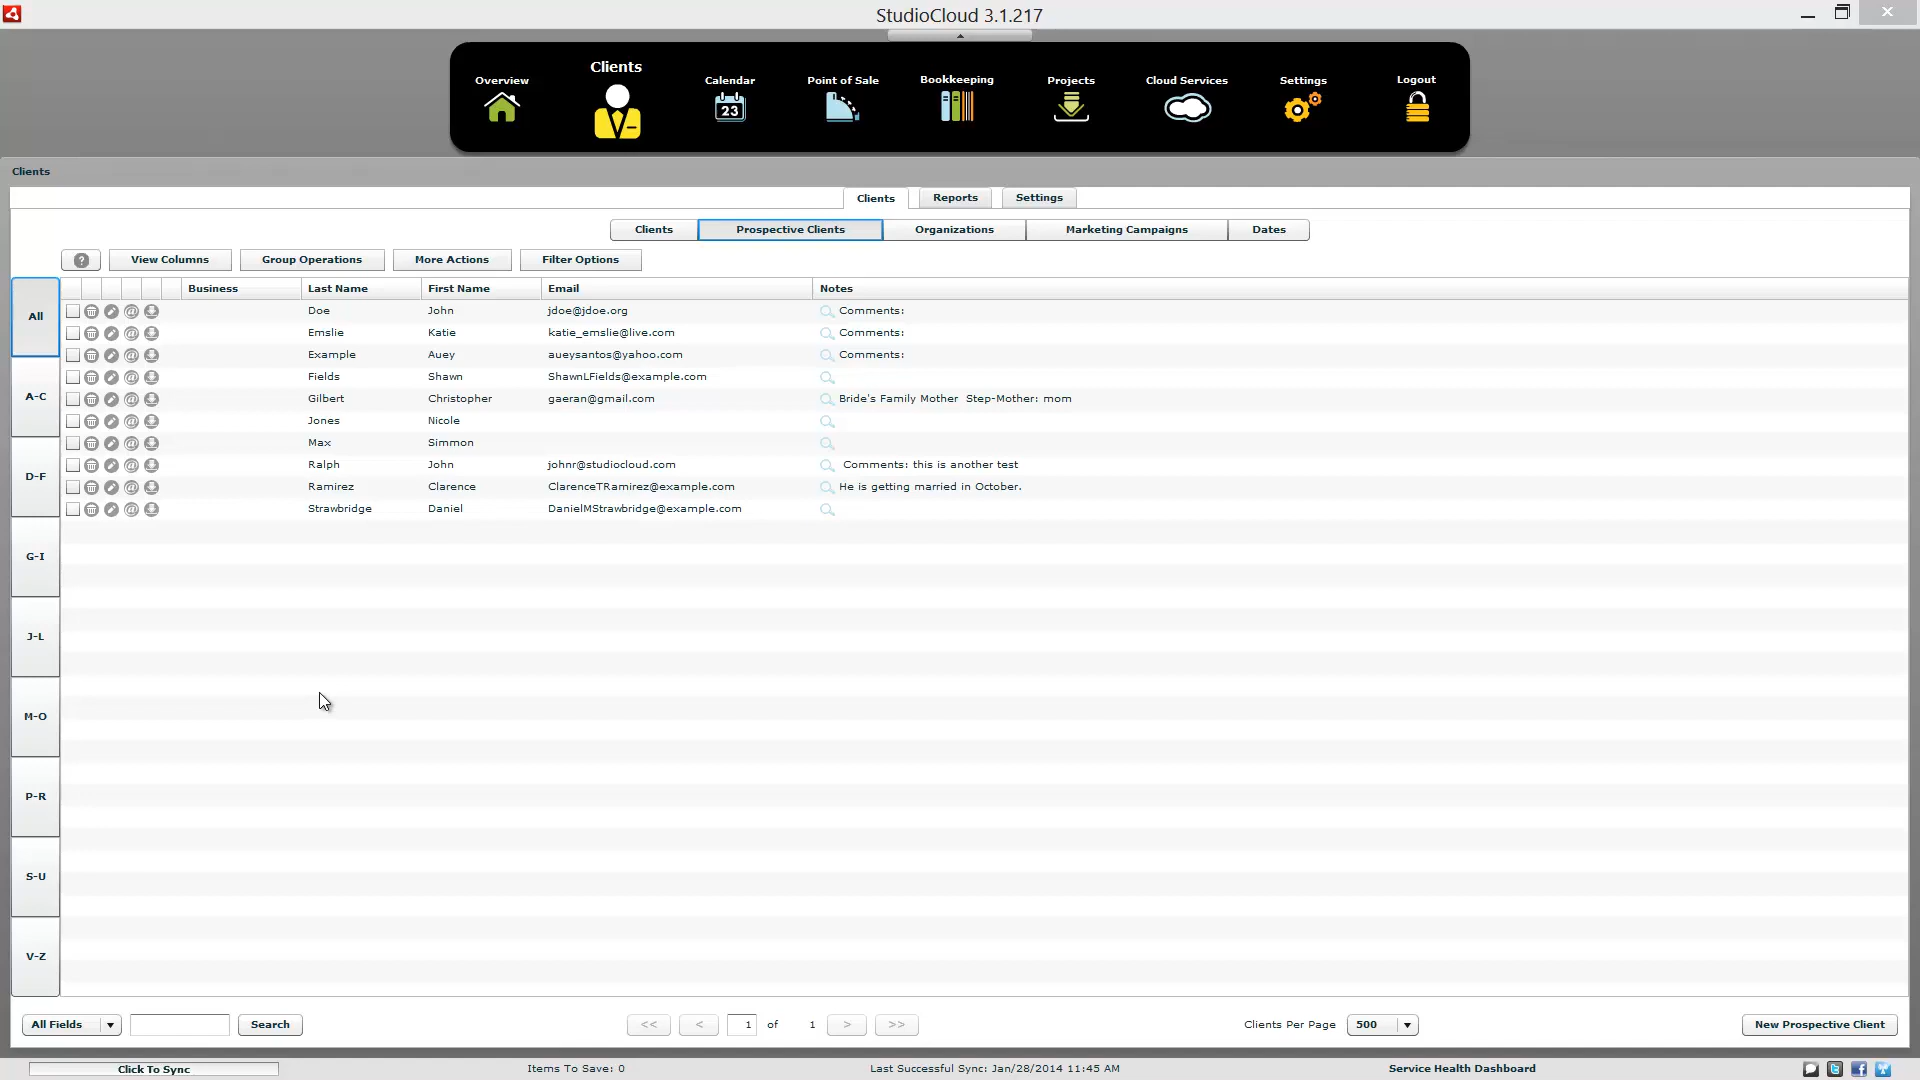 StudioCloud 3.1.217
Overview
Clients
Calendar
23
Point of Sale
Bookkeeping
Projects
Cloud Services
Settings
Logout
Clients
Clients Reports Settings
Clients Prospective Clients Organizations Marketing Campaigns Dates
? View Columns Group Operations More Actions Filter Options
Business Last Name First Name Email Notes
Doe John jdoe@jdoe.org Comments:
Emslie Katie katie_emslie@live.com Comments:
Example Auey aueysantos@yahoo.com Comments:
Fields Shawn ShawnLFields@example.com
Gilbert Christopher gaeran@gmail.com Bride's Family Mother Step-Mother: mom
Jones Nicole
Max Simmon
Ralph John johnr@studiocloud.com Comments: this is another test
Ramirez Clarence ClarenceTRamirez@example.com He is getting married in October.
Strawbridge Daniel DanielMStrawbridge@example.com
All
A-C
D-F
G-I
J-L
M-O
P-R
S-U
V-Z
All Fields Search << < 1 of 1 > >> Clients Per Page 500 New Prospective Client
Click To Sync Items To Save: 0 Last Successful Sync: Jan/28/2014 11:45 AM Service Health Dashboard